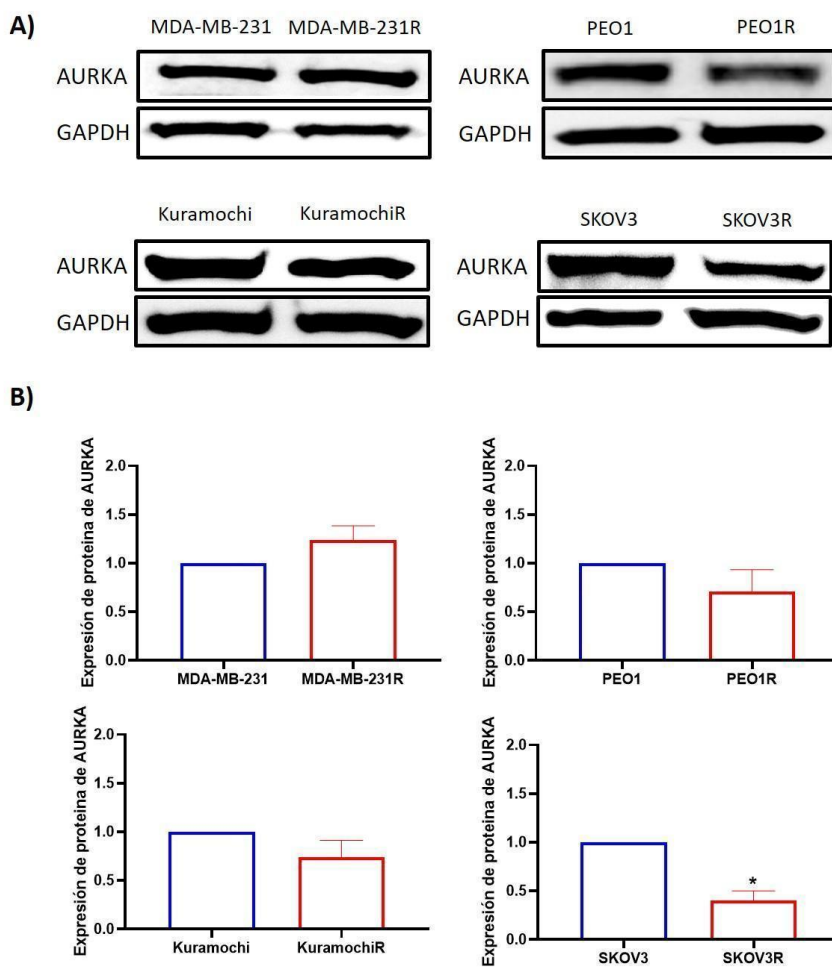 A)
MDA-MB-231 MDA-MB-231R
AURKA
GAPDH
PEO1 PEO1R
AURKA
GAPDH
Kuramochi KuramochiR
AURKA
GAPDH
SKOV3 SKOV3R
AURKA
GAPDH
B)
Expresión de proteina de AURKA
2.0
1.5
1.0
0.5
0.0
MDA-MB-231 MDA-MB-231R
Expresión de proteina de AURKA
2.0
1.5
1.0
0.5
0.0
PEO1 PEO1R
Expresión de proteina de AURKA
2.0
1.5
1.0
0.5
0.0
Kuramochi KuramochiR
Expresión de proteina de AURKA
2.0
1.5
1.0
0.5
0.0
*
SKOV3 SKOV3R